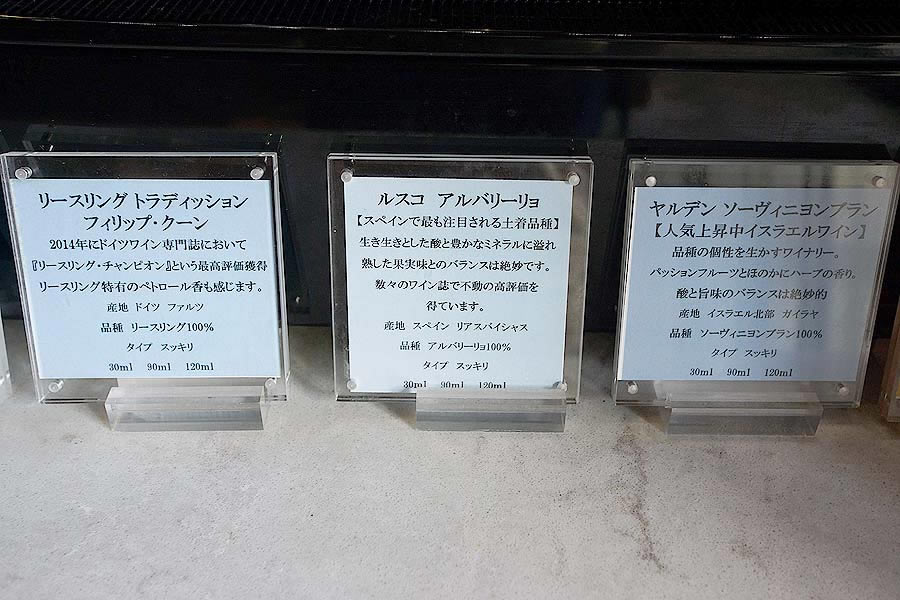 リースリング トラディッション
フィリップ・クーン
2014年にドイツワイン専門誌において
『リースリング・チャンピオン』という最高評価獲得
リースリング特有のペトロール香も感じます。
産地 ドイツ ファルツ
品種 リースリング100%
タイプ スッキリ
30ml 90ml 120ml
ルスコ アルバリーリョ
【スペインで最も注目される土着品種】
生き生きとした酸と豊かなミネラルに溢れ
熟した果実味とのバランスは絶妙です。
数々のワイン誌で不動の高評価を
得ています。
産地 スペイン リアスバイシャス
品種 アルバリーリョ100%
タイプ スッキリ
30ml 90ml 120ml
ヤルデン ソーヴィニヨンブラン
【人気上昇中イスラエルワイン】
品種の個性を生かすワイナリー。
パッションフルーツとほのかにハーブの香り。
酸と旨味のバランスは絶妙的
産地 イスラエル北部 ガイラヤ
品種 ソーヴィニヨンブラン100%
タイプ スッキリ
30ml 90ml 120ml